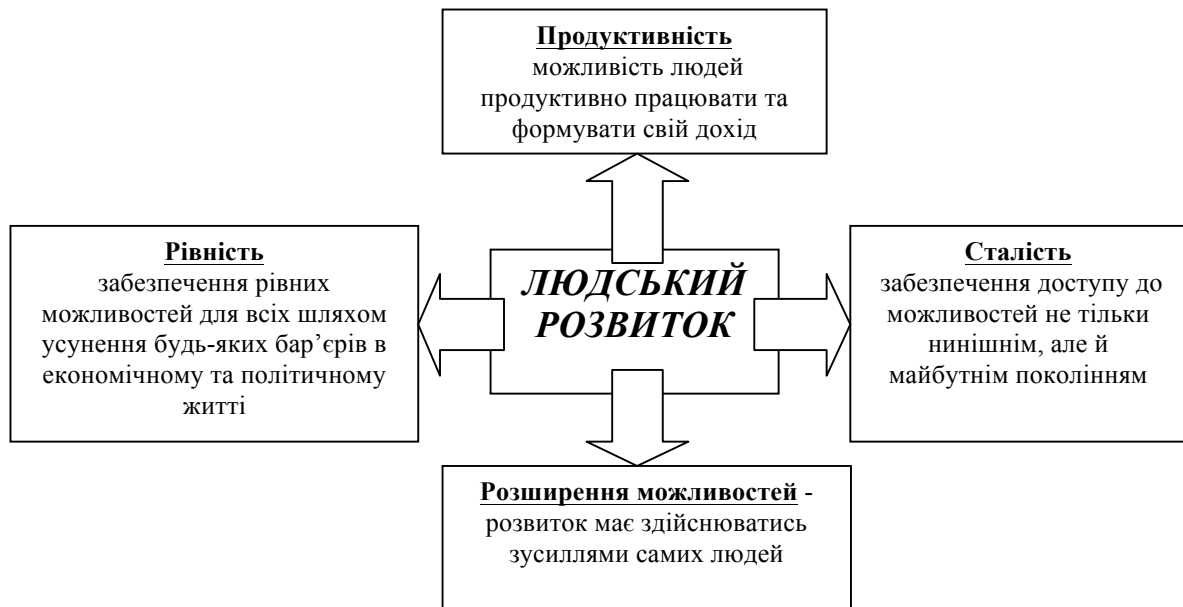 Продуктивність
можливість людей
продуктивно працювати та
формувати свій дохід
Рівність
забезпечення рівних
можливостей для всіх шляхом
усунення будь-яких бар’єрів в
економічному та політичному
житті
ЛЮДСЬКИЙ
РОЗВИТОК
Сталість
забезпечення доступу до
можливостей не тільки
нинішнім, але й
майбутнім поколінням
Розширення можливостей -
розвиток має здійснюватись
зусиллями самих людей